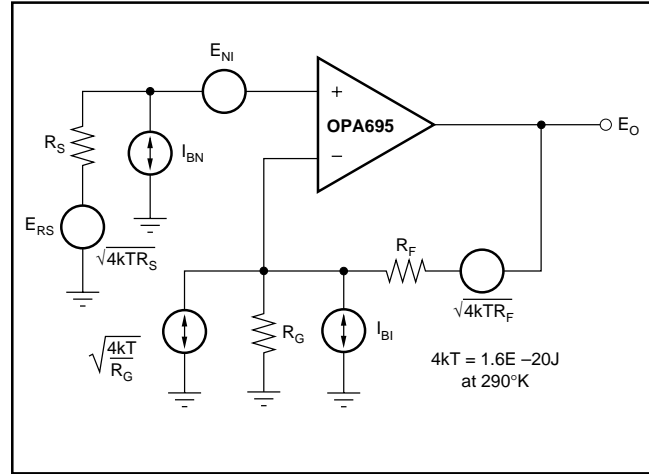 E_NI
+
OPA695
E_O
R_S
I_BN
−
E_RS
√4kTR_S
R_F
√4kTR_F
√4kT/R_G
R_G
I_BI
4kT = 1.6E –20J
at 290°K